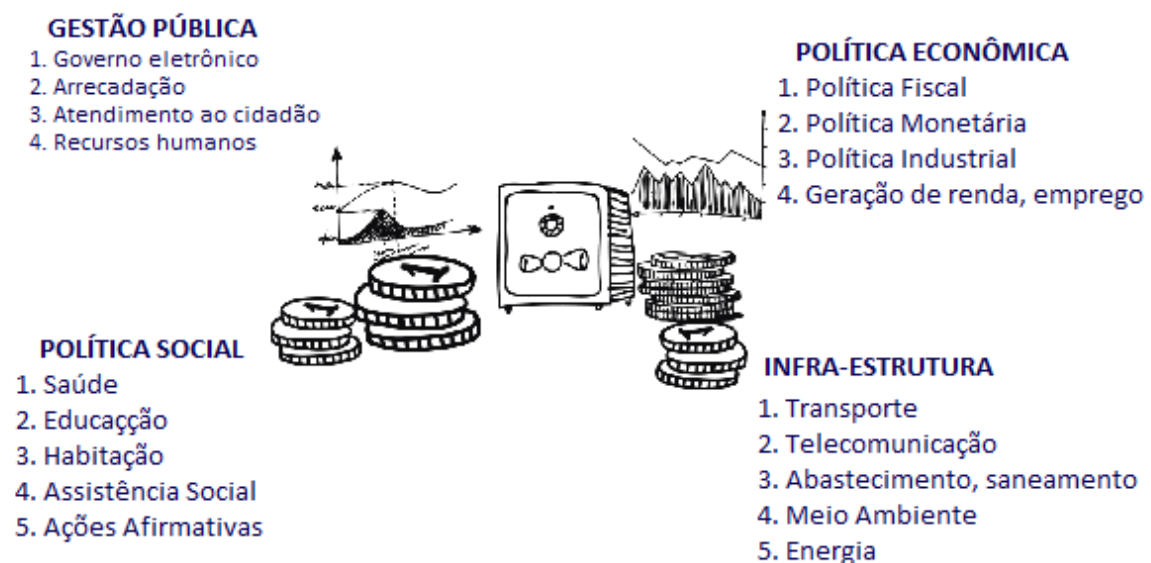 GESTÃO PÚBLICA
1. Governo eletrônico
2. Arrecadação
3. Atendimento ao cidadão
4. Recursos humanos
POLÍTICA ECONÔMICA
1. Política Fiscal
2. Política Monetária
3. Política Industrial
4. Geração de renda, emprego
POLÍTICA SOCIAL
1. Saúde
2. Educaçção
3. Habitação
4. Assistência Social
5. Ações Afirmativas
INFRA-ESTRUTURA
1. Transporte
2. Telecomunicação
3. Abastecimento, saneamento
4. Meio Ambiente
5. Energia